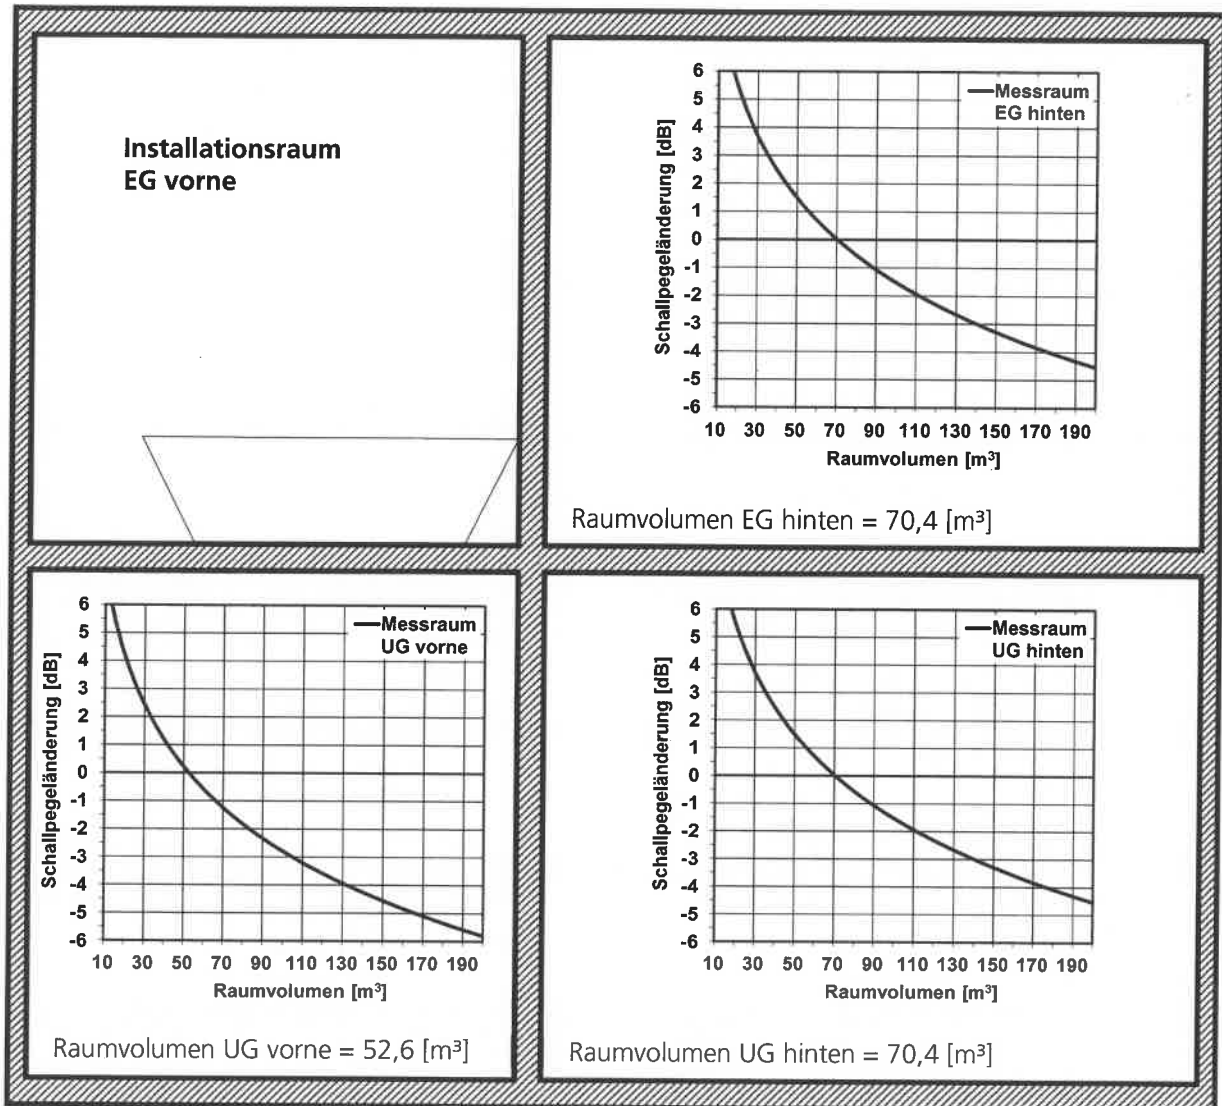 Installationsraum
EG vorne
6
5
4
3
2
1
0
-1
-2
-3
-4
-5
-6
Schallpegeländerung [dB]
Messraum
EG hinten
10 30 50 70 90 110 130 150 170 190
Raumvolumen [m³]
Raumvolumen EG hinten = 70,4 [m³]
6
5
4
3
2
1
0
-1
-2
-3
-4
-5
-6
Schallpegeländerung [dB]
Messraum
UG vorne
10 30 50 70 90 110 130 150 170 190
Raumvolumen [m³]
Raumvolumen UG vorne = 52,6 [m³]
6
5
4
3
2
1
0
-1
-2
-3
-4
-5
-6
Schallpegeländerung [dB]
Messraum
UG hinten
10 30 50 70 90 110 130 150 170 190
Raumvolumen [m³]
Raumvolumen UG hinten = 70,4 [m³]